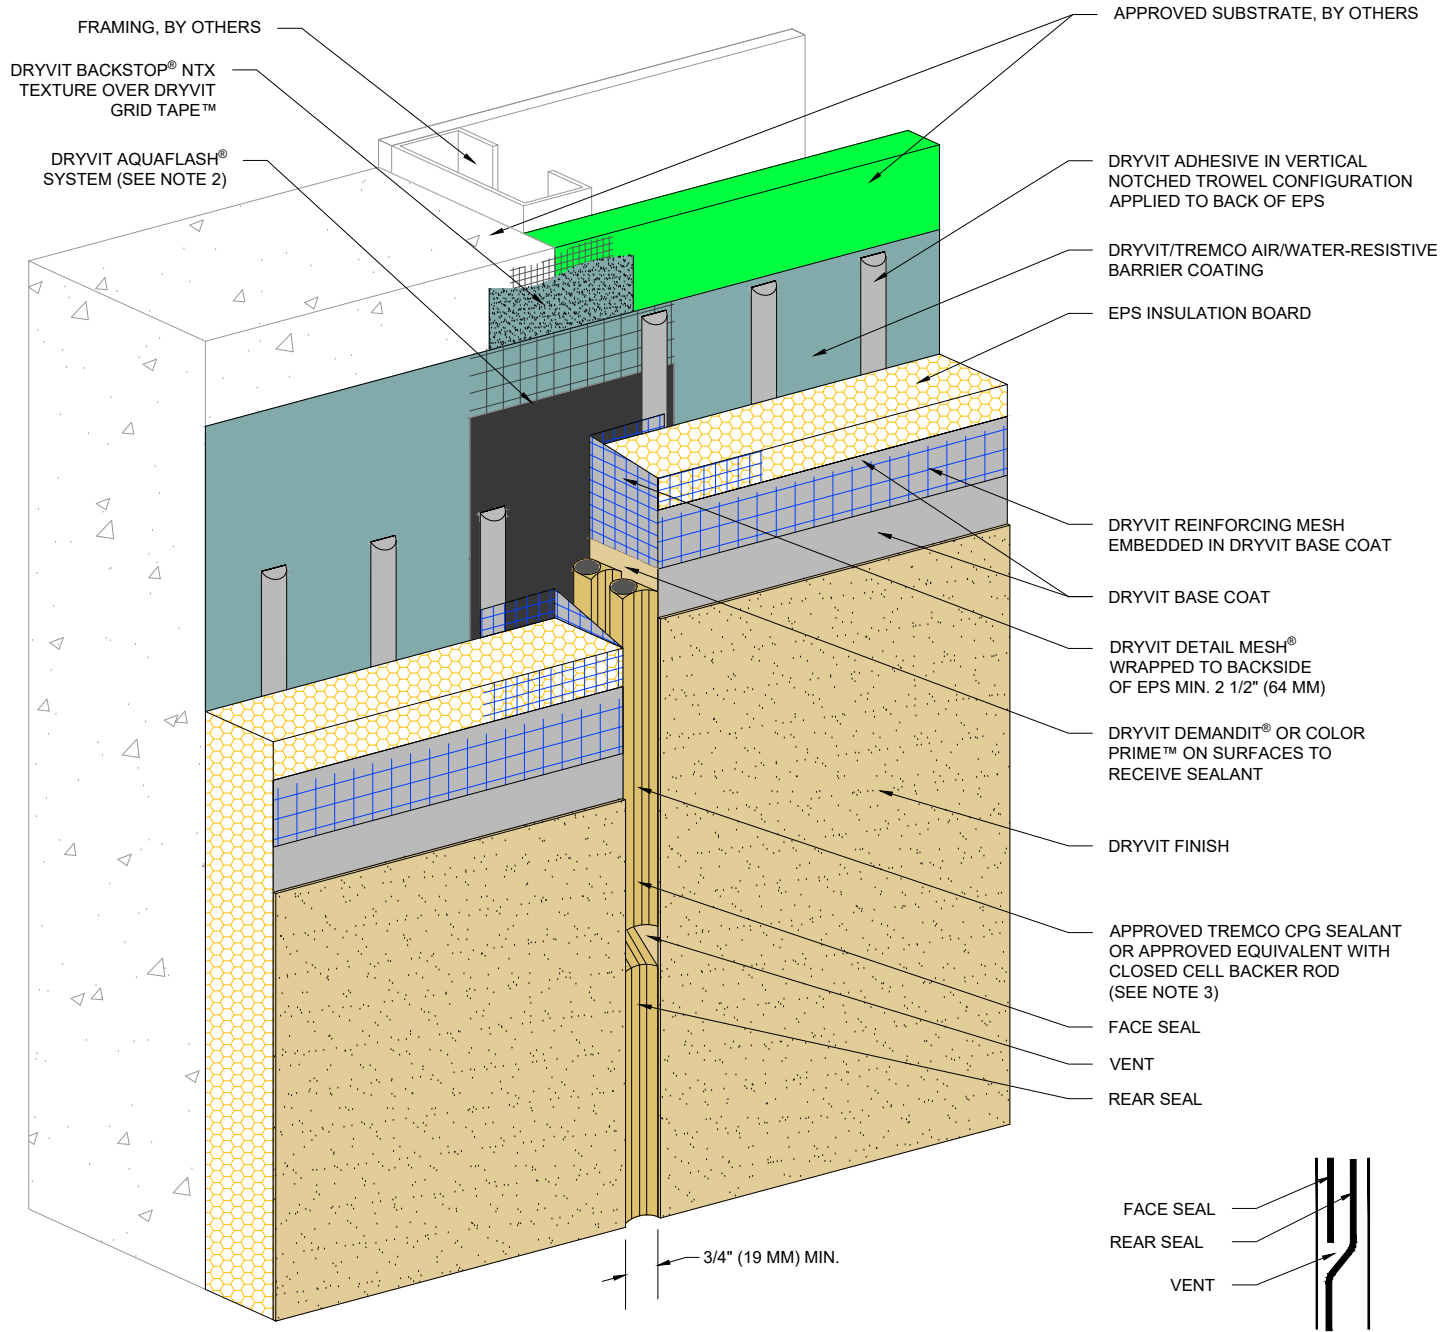 FRAMING, BY OTHERS
DRYVIT BACKSTOP® NTX
TEXTURE OVER DRYVIT
GRID TAPE™
DRYVIT AQUAFLASH®
SYSTEM (SEE NOTE 2)
APPROVED SUBSTRATE, BY OTHERS
DRYVIT ADHESIVE IN VERTICAL
NOTCHED TROWEL CONFIGURATION
APPLIED TO BACK OF EPS
DRYVIT/TREMCO AIR/WATER-RESISTIVE
BARRIER COATING
EPS INSULATION BOARD
DRYVIT REINFORCING MESH
EMBEDDED IN DRYVIT BASE COAT
DRYVIT BASE COAT
DRYVIT DETAIL MESH®
WRAPPED TO BACKSIDE
OF EPS MIN. 2 1/2" (64 MM)
DRYVIT DEMANDIT® OR COLOR
PRIME™ ON SURFACES TO
RECEIVE SEALANT
DRYVIT FINISH
APPROVED TREMCO CPG SEALANT
OR APPROVED EQUIVALENT WITH
CLOSED CELL BACKER ROD
(SEE NOTE 3)
FACE SEAL
VENT
REAR SEAL
3/4" (19 MM) MIN.
FACE SEAL
REAR SEAL
VENT